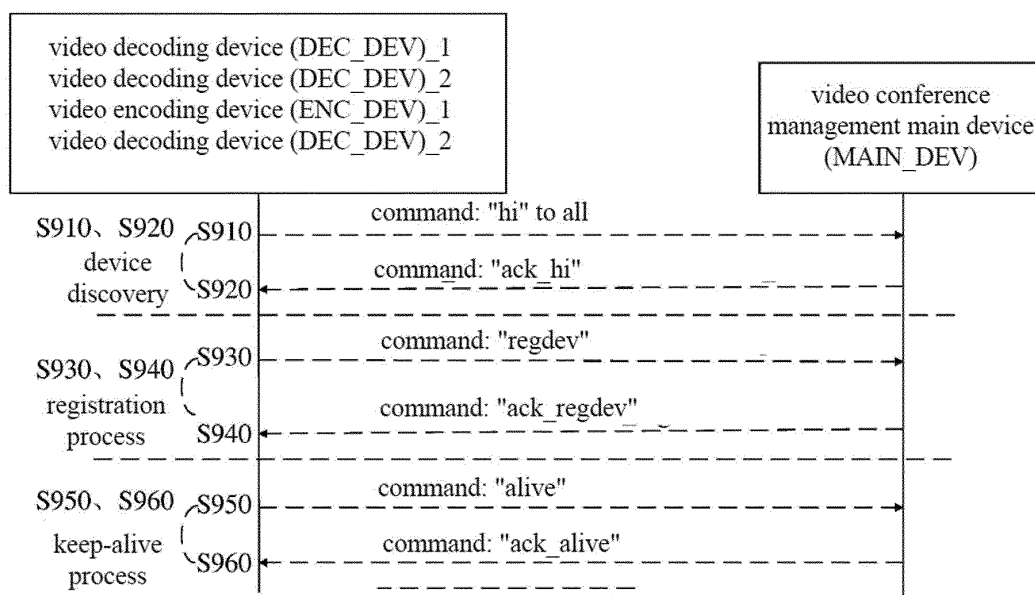 video decoding device (DEC_DEV)_1
video decoding device (DEC_DEV)_2
video encoding device (ENC_DEV)_1
video decoding device (DEC_DEV)_2
video conference
management main device
(MAIN_DEV)
S910、S920
device
discovery
S910
command: "hi" to all
S920
command: "ack_hi"
S930、S940
registration
process
S930
command: "regdev"
S940
command: "ack_regdev"
S950、S960
keep-alive
process
S950
command: "alive"
S960
command: "ack_alive"